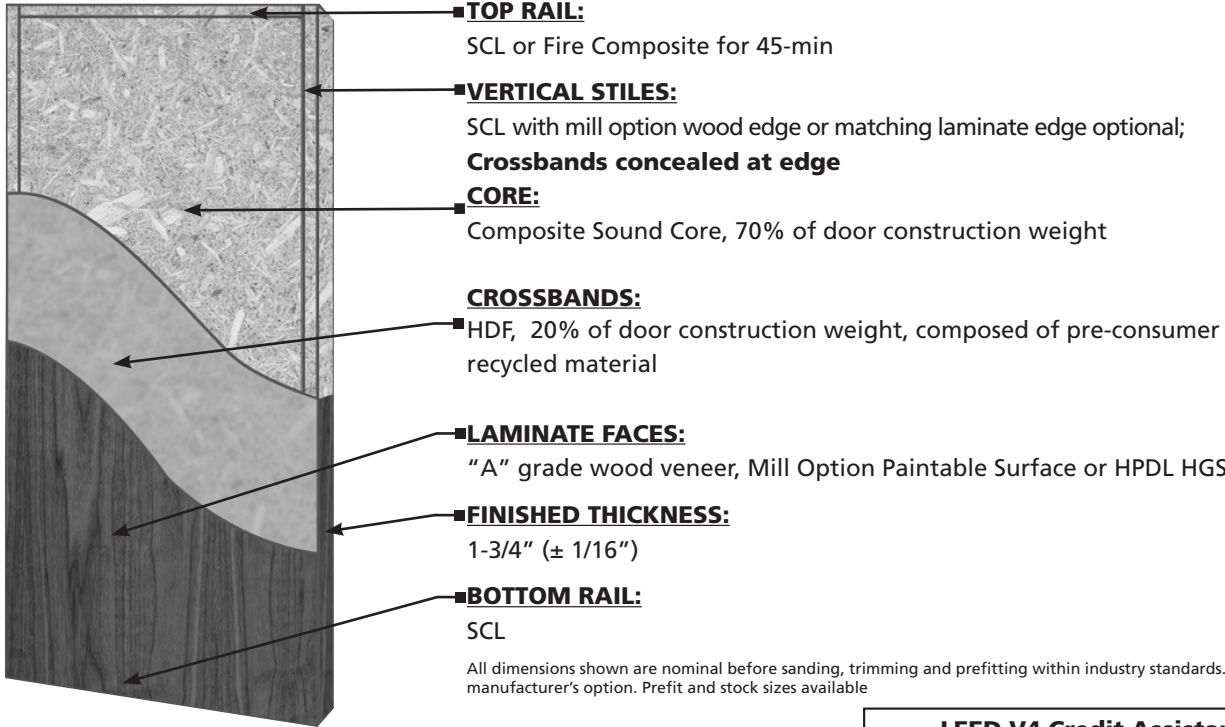 TOP RAIL:
SCL or Fire Composite for 45-min
VERTICAL STILES:
SCL with mill option wood edge or matching laminate edge optional;
Crossbands concealed at edge
CORE:
Composite Sound Core, 70% of door construction weight
CROSSBANDS:
HDF, 20% of door construction weight, composed of pre-consumer
recycled material
LAMINATE FACES:
"A" grade wood veneer, Mill Option Paintable Surface or HPDL HGS
FINISHED THICKNESS:
1-3/4" (± 1/16")
BOTTOM RAIL:
SCL
All dimensions shown are nominal before sanding, trimming and prefitting within industry standards.
manufacturer's option. Prefit and stock sizes available
LEED V4 Credit